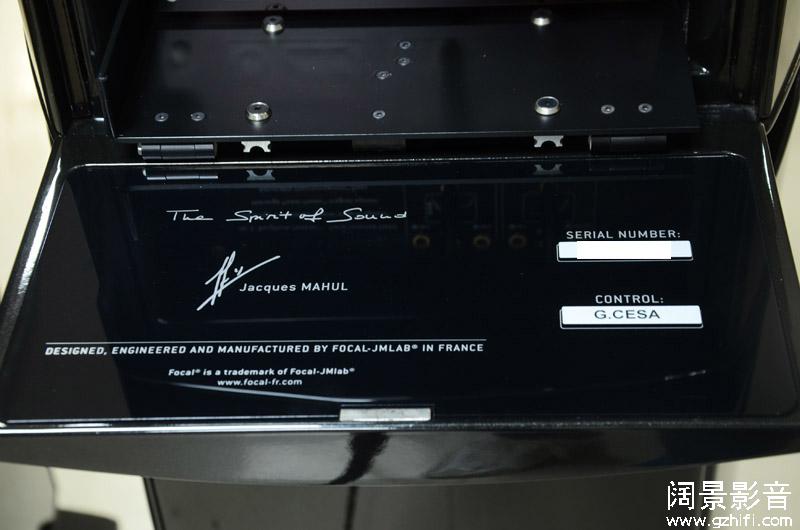 The Spirit of Sound
Jacques MAHUL
SERIAL NUMBER:
CONTROL:
G.CESA
DESIGNED, ENGINEERED AND MANUFACTURED BY FOCAL-JMLAB® IN FRANCE
Focal® is a trademark of Focal-JMlab®
www.focal-fr.com
阔景影音
www.gzhifi.com